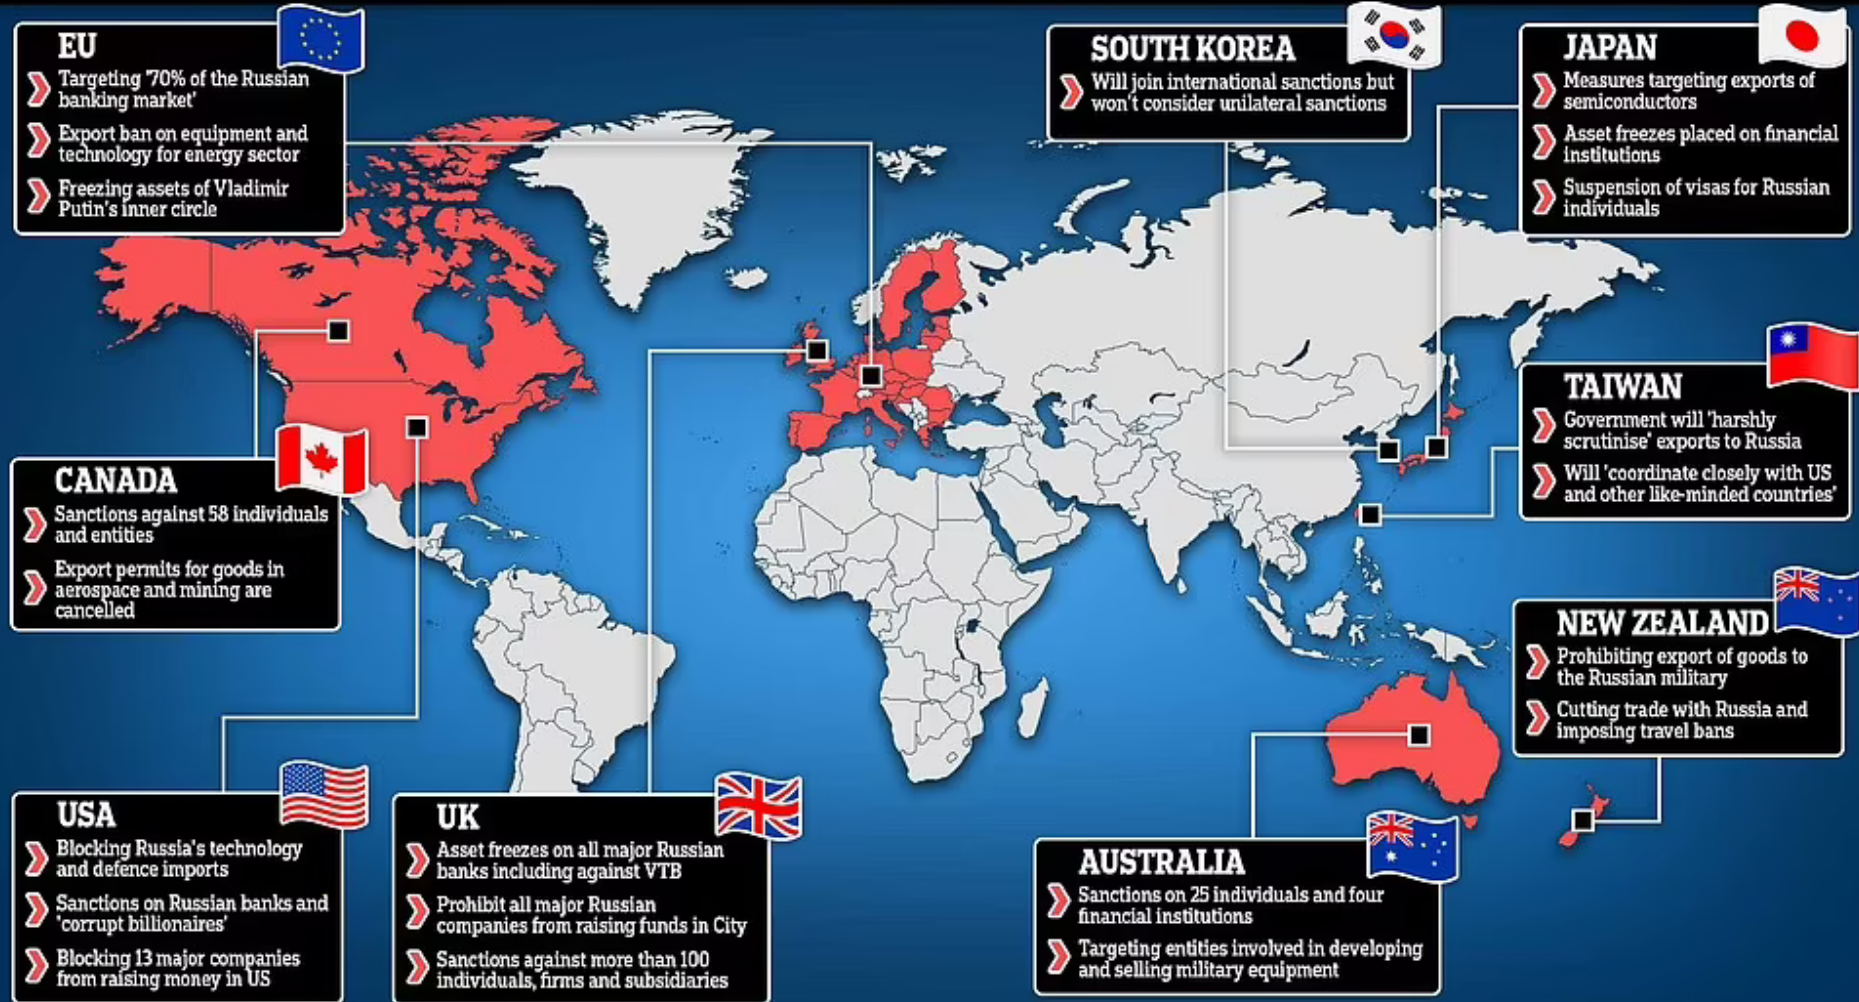 EU
Targeting '70% of the Russian
banking market'
Export ban on equipment and
technology for energy sector
Freezing assets of Vladimir
Putin's inner circle
SOUTH KOREA
Will join international sanctions but
won't consider unilateral sanctions
JAPAN
Measures targeting exports of
semiconductors
Asset freezes placed on financial
institutions
Suspension of visas for Russian
individuals
TAIWAN
Government will 'harshly
scrutinise' exports to Russia
Will 'coordinate closely with US
and other like-minded countries'
CANADA
Sanctions against 58 individuals
and entities
Export permits for goods in
aerospace and mining are
cancelled
NEW ZEALAND
Prohibiting export of goods to
the Russian military
Cutting trade with Russia and
imposing travel bans
USA
Blocking Russia's technology
and defence imports
Sanctions on Russian banks and
'corrupt billionaires'
Blocking 13 major companies
from raising money in US
UK
Asset freezes on all major Russian
banks including against VTB
Prohibit all major Russian
companies from raising funds in City
Sanctions against more than 100
individuals, firms and subsidiaries
AUSTRALIA
Sanctions on 25 individuals and four
financial institutions
Targeting entities involved in developing
and selling military equipment